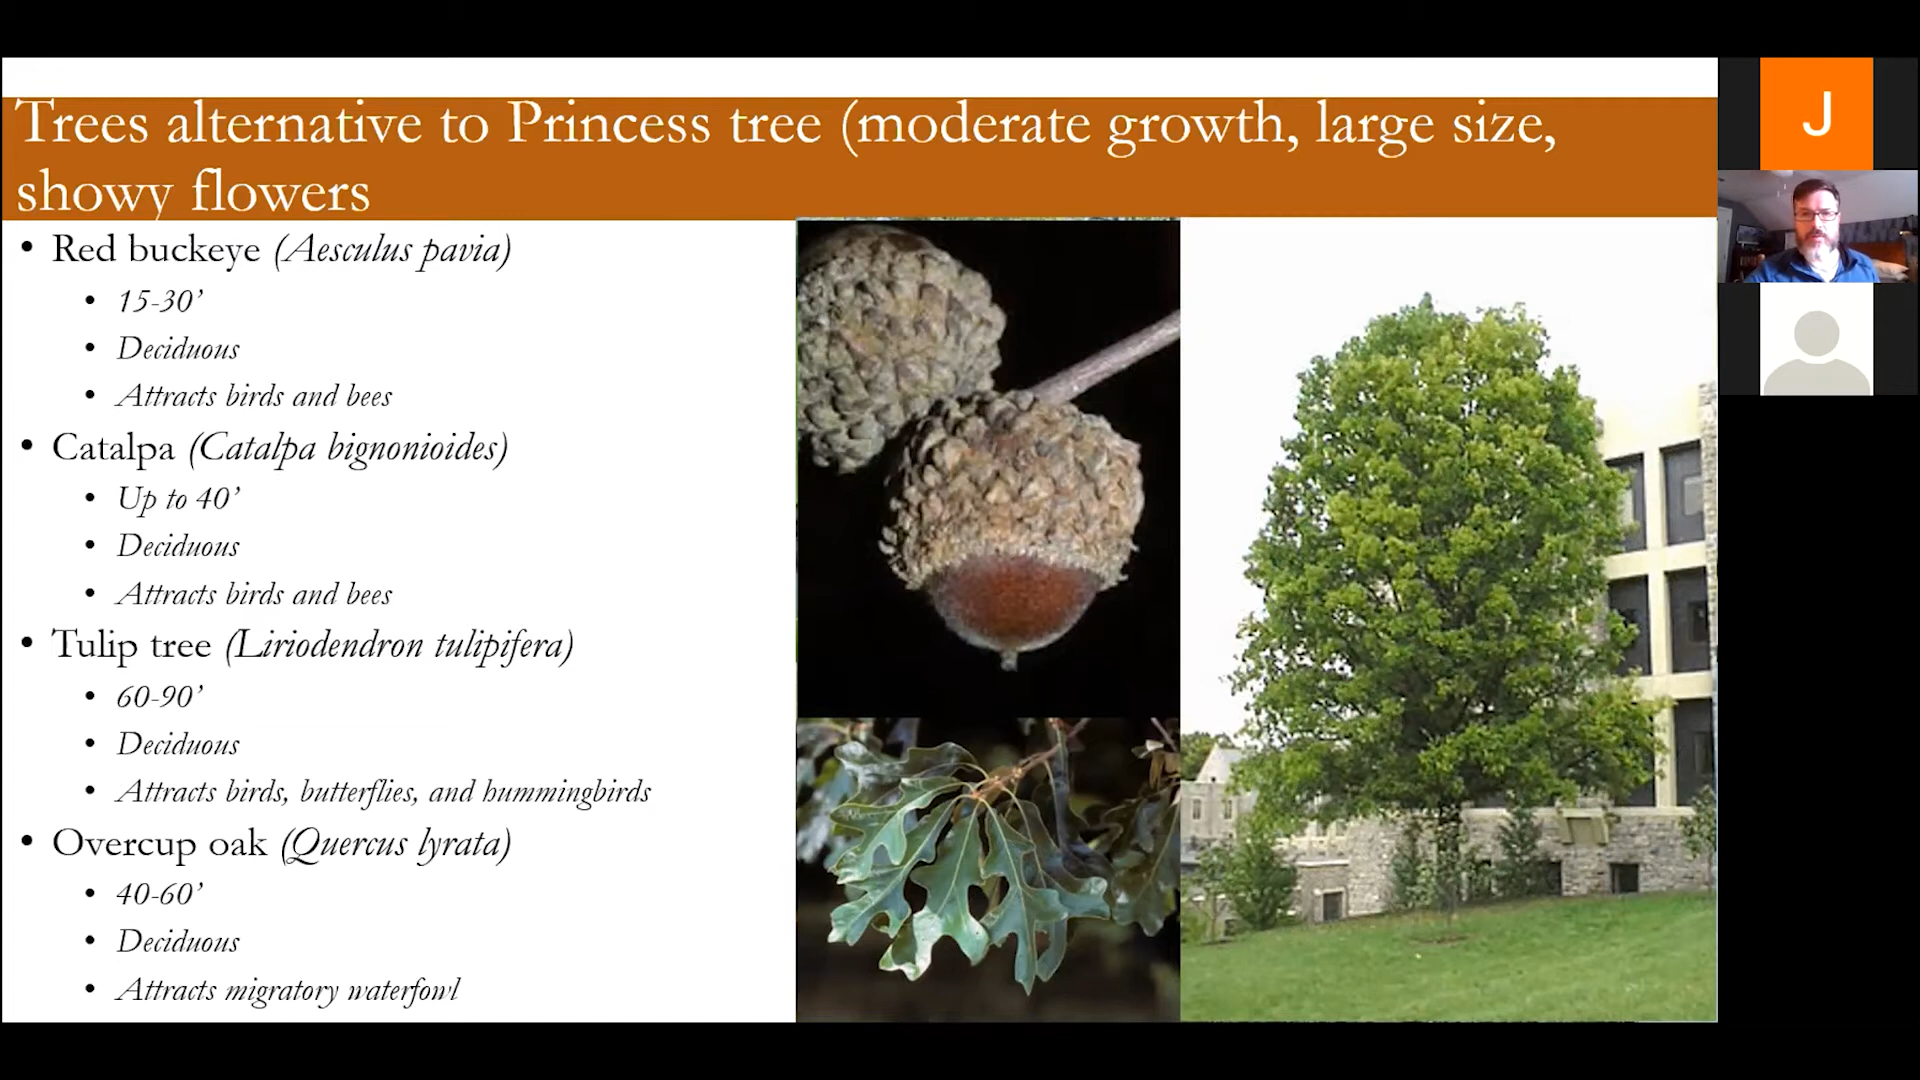 Trees alternative to Princess tree (moderate growth, large size,
showy flowers
• Red buckeye (Aesculus pavia)
• 15-30’
• Deciduous
• Attracts birds and bees
• Catalpa (Catalpa bignonioides)
• Up to 40’
• Deciduous
• Attracts birds and bees
• Tulip tree (Liriodendron tulipifera)
• 60-90’
• Deciduous
• Attracts birds, butterflies, and hummingbirds
• Overcup oak (Quercus lyrata)
• 40-60’
• Deciduous
• Attracts migratory waterfowl
J